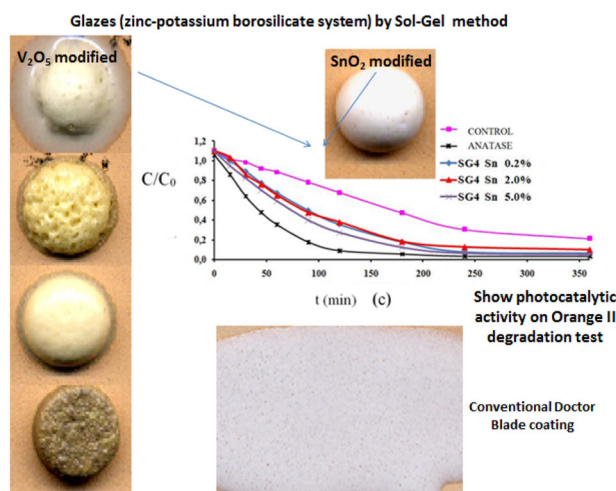 Glazes (zinc-potassium borosilicate system) by Sol-Gel method
V₂O₅ modified
SnO₂ modified
CONTROL
ANATASE
SG4 Sn 0.2%
SG4 Sn 2.0%
SG4 Sn 5.0%
C/C₀
1,2
1,0
0,8
0,6
0,4
0,2
0,0
0 50 100 150 200 250 300 350
t (min) (c)
Show photocatalytic
activity on Orange II
degradation test
Conventional Doctor
Blade coating